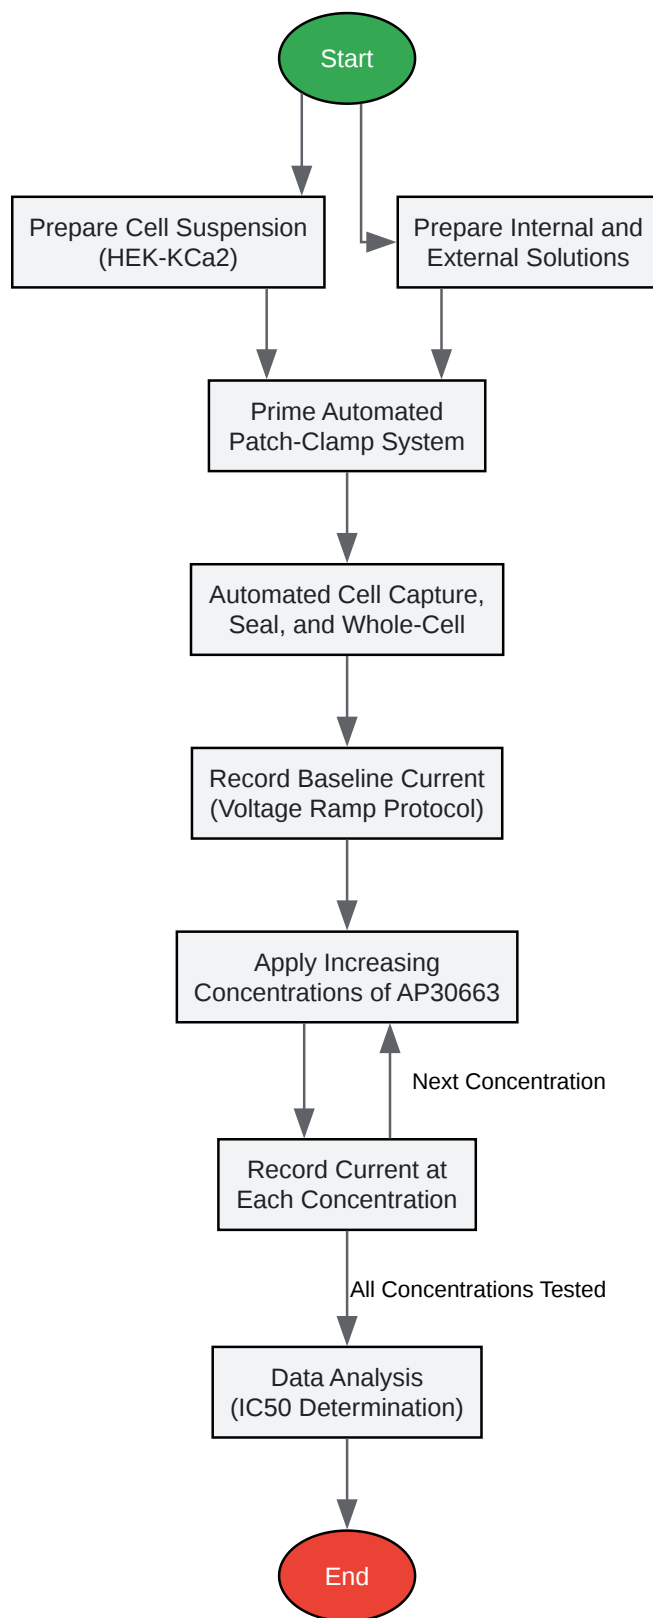 Start
Prepare Cell Suspension
(HEK-KCa2)
Prepare Internal and
External Solutions
Prime Automated
Patch-Clamp System
Automated Cell Capture,
Seal, and Whole-Cell
Record Baseline Current
(Voltage Ramp Protocol)
Apply Increasing
Concentrations of AP30663
Next Concentration
Record Current at
Each Concentration
All Concentrations Tested
Data Analysis
(IC50 Determination)
End